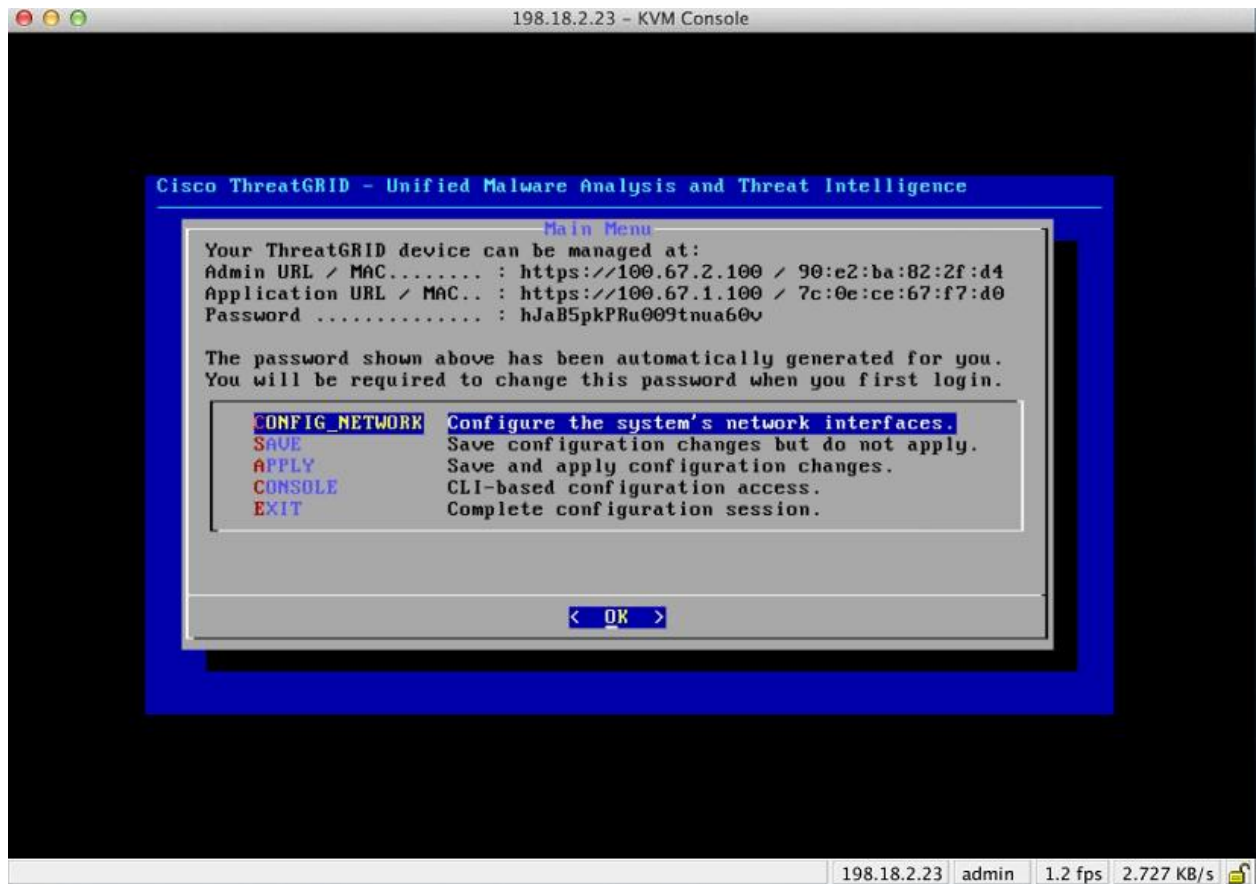 198.18.2.23 – KVM Console
Cisco ThreatGRID - Unified Malware Analysis and Threat Intelligence
Main Menu
Your ThreatGRID device can be managed at:
Admin URL / MAC........ : https://100.67.2.100 / 90:e2:ba:82:2f:d4
Application URL / MAC.. : https://100.67.1.100 / 7c:0e:ce:67:f7:d0
Password .............. : hJaB5pkPRu009tnua60v
The password shown above has been automatically generated for you.
You will be required to change this password when you first login.
CONFIG_NETWORK Configure the system's network interfaces.
SAVE Save configuration changes but do not apply.
APPLY Save and apply configuration changes.
CONSOLE CLI-based configuration access.
EXIT Complete configuration session.
< OK >
198.18.2.23 admin 1.2 fps 2.727 KB/s